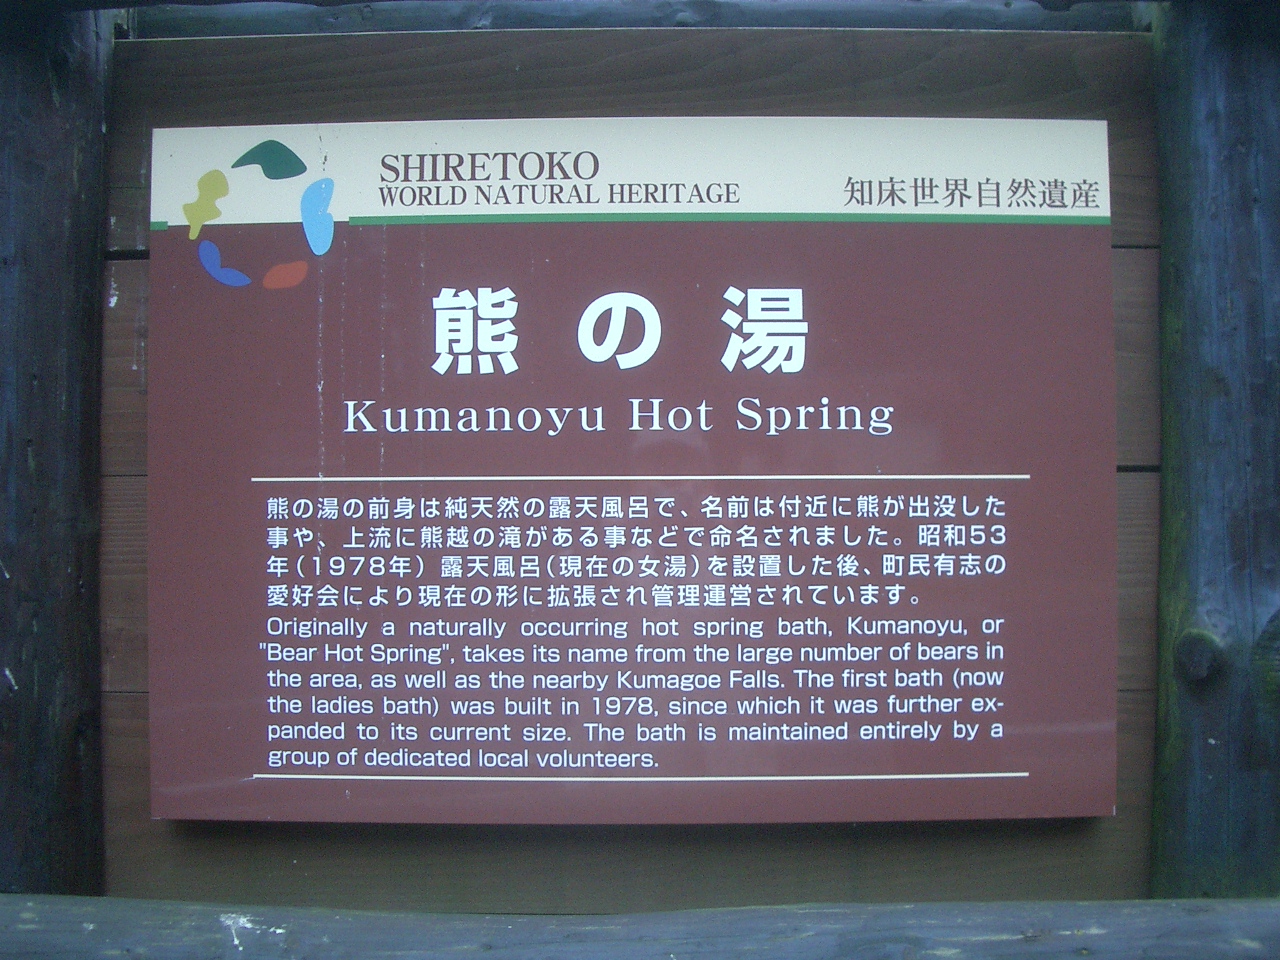 SHIRETOKO
WORLD NATURAL HERITAGE
知床世界自然遺産
熊の湯
Kumanoyu Hot Spring
熊の湯の前身は純天然の露天風呂で、名前は付近に熊が出没した
事や、上流に熊越の滝がある事などで命名されました。昭和53
年(1978年) 露天風呂(現在の女湯)を設置した後、町民有志の
愛好会により現在の形に拡張され管理運営されています。
Originally a naturally occurring hot spring bath, Kumanoyu, or
"Bear Hot Spring", takes its name from the large number of bears in
the area, as well as the nearby Kumagoe Falls. The first bath (now
the ladies bath) was built in 1978, since which it was further ex-
panded to its current size. The bath is maintained entirely by a
group of dedicated local volunteers.